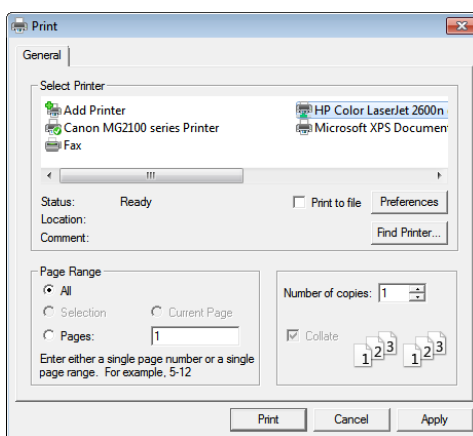 Print
General
Select Printer
Add Printer
HP Color LaserJet 2600n
Canon MG2100 series Printer
Microsoft XPS Documen
Fax
Status: Ready
Print to file
Preferences
Location:
Comment:
Find Printer...
Page Range
All
Number of copies: 1
Selection
Current Page
Pages: 1
Collate
Enter either a single page number or a single
page range. For example, 5-12
1 2 3 1 2 3
Print Cancel Apply